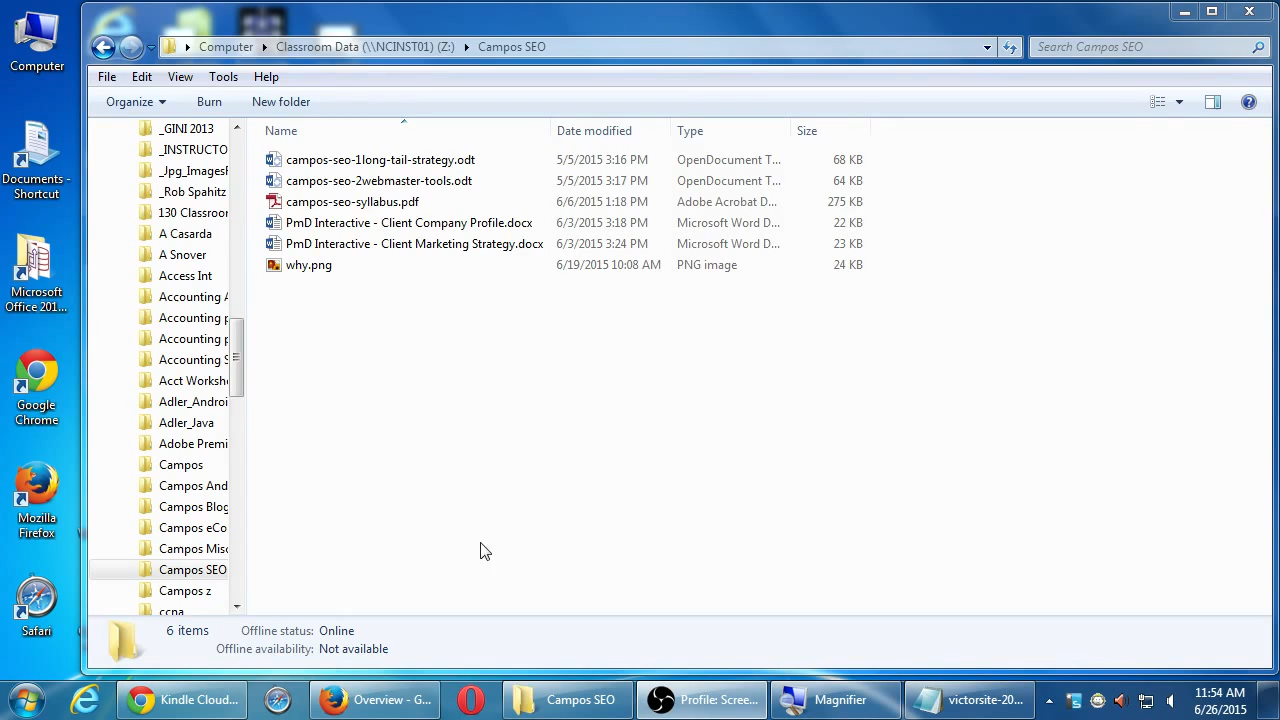 Computer
Documents -
Shortcut
Microsoft
Office 201...
Google
Chrome
Mozilla
Firefox
Safari
Computer
Classroom Data (\\NCINST01) (Z:)
Campos SEO
Search Campos SEO
File Edit View Tools Help
Organize Burn New folder
_GINI 2013
_INSTRUCTO
_Jpg_Images
_Rob Spahitz
130 Classroo
A Casarda
A Snover
Access Int
Accounting
Accounting
Accounting
Accounting
Acct Worksh
Adler_Androi
Adler_Java
Adobe Premi
Campos
Campos And
Campos Blog
Campos eCo
Campos Misc
Campos SEO
Campos z
ccna
Name Date modified Type Size
campos-seo-1long-tail-strategy.odt 5/5/2015 3:16 PM OpenDocument T... 68 KB
campos-seo-2webmaster-tools.odt 5/5/2015 3:17 PM OpenDocument T... 64 KB
campos-seo-syllabus.pdf 6/6/2015 1:18 PM Adobe Acrobat D... 275 KB
PmD Interactive - Client Company Profile.docx 6/3/2015 3:18 PM Microsoft Word D... 22 KB
PmD Interactive - Client Marketing Strategy.docx 6/3/2015 3:24 PM Microsoft Word D... 23 KB
why.png 6/19/2015 10:08 AM PNG image 24 KB
6 items Offline status: Online
Offline availability: Not available
Kindle Cloud...
Overview - G...
Campos SEO
Profile: Scree...
Magnifier
victorsite-20...
11:54 AM
6/26/2015